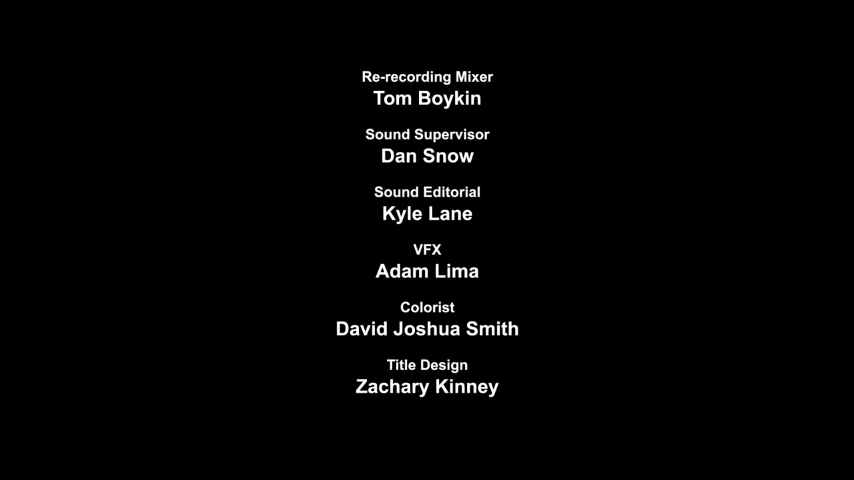 Re-recording Mixer
Tom Boykin
Sound Supervisor
Dan Snow
Sound Editorial
Kyle Lane
VFX
Adam Lima
Colorist
David Joshua Smith
Title Design
Zachary Kinney